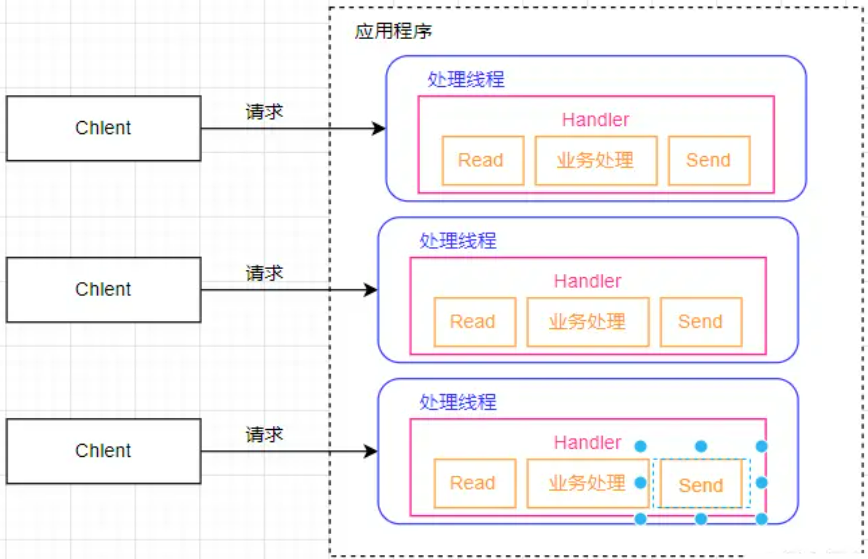 应用程序
处理线程
Chlent
请求
Handler
Read
业务处理
Send
处理线程
Chlent
请求
Handler
Read
业务处理
Send
处理线程
Chlent
请求
Handler
Read
业务处理
Send